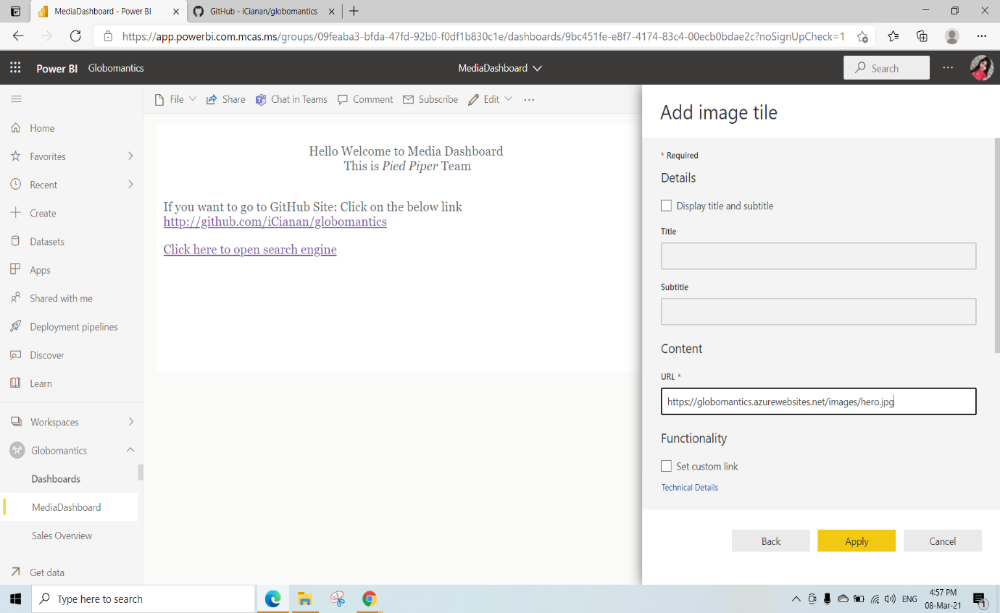 MediaDashboard - Power BI
GitHub - iCianan/globomantics
https://app.powerbi.com.mcas.ms/groups/09feaba3-bfda-47fd-92b0-f0df1b830c1e/dashboards/9bc451fe-e8f7-4174-83c4-00ecb0bdae2c?noSignUpCheck=1
Power BI Globomantics MediaDashboard Search
File Share Chat in Teams Comment Subscribe Edit
Home
Favorites
Recent
Create
Datasets
Apps
Shared with me
Deployment pipelines
Discover
Learn
Workspaces
Globomantics
Dashboards
MediaDashboard
Sales Overview
Get data
Hello Welcome to Media Dashboard
This is Pied Piper Team
If you want to go to GitHub Site: Click on the below link
http://github.com/iCianan/globomantics
Click here to open search engine
Add image tile
* Required
Details
Display title and subtitle
Title
Subtitle
Content
URL *
https://globomantics.azurewebsites.net/images/hero.jpg
Functionality
Set custom link
Technical Details
Back Apply Cancel
Type here to search
ENG
4:57 PM
08-Mar-21
1